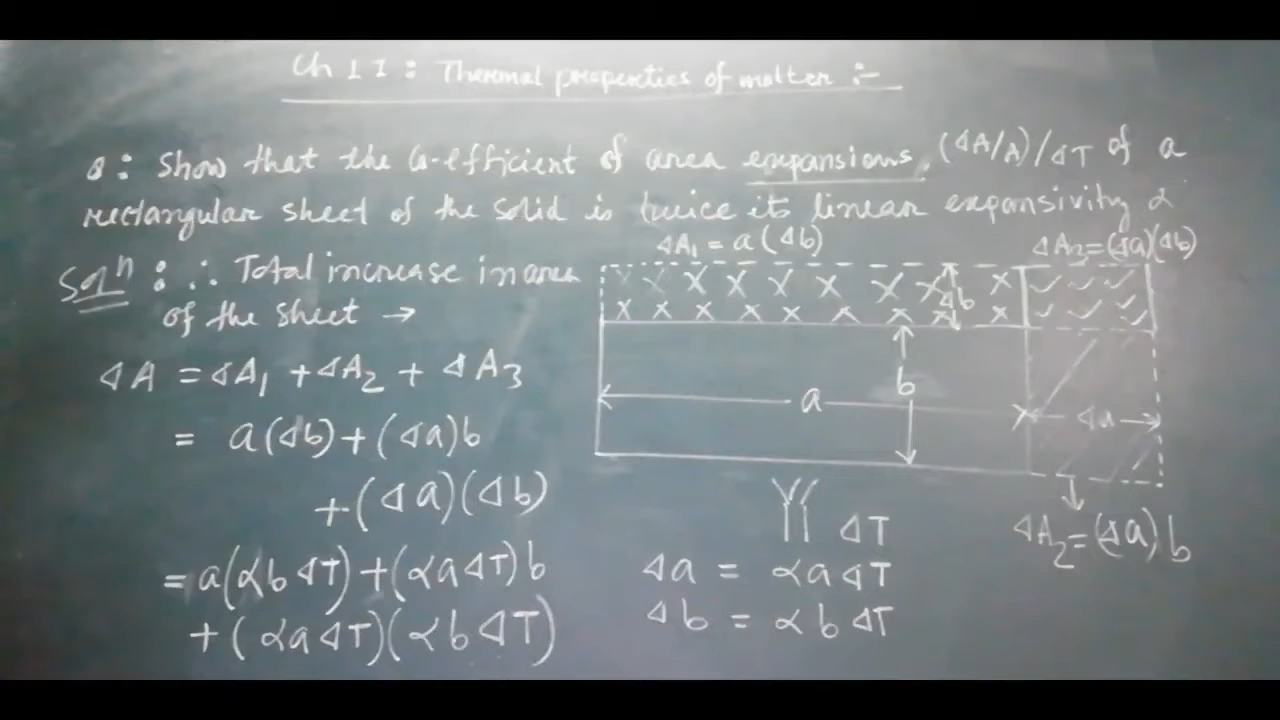 Ch 11 : Thermal properties of matter :-
Q : Show that the Co-efficient of area expansions, (ΔA/A)/ΔT of a
rectangular sheet of the solid is twice its linear expansivity α
ΔA₁ = a(Δb)
ΔA₃=(Δa)(Δb)
Solⁿ : ∴ Total increase in area
of the sheet →
ΔA = ΔA₁ + ΔA₂ + ΔA₃
= a(Δb)+(Δa)b
+(Δa)(Δb)
= a(αbΔT)+(αaΔT)b
+(αaΔT)(αbΔT)
Δb
b
a
Δa
ΔT
Δa = αaΔT
Δb = αbΔT
ΔA₂=(Δa)b